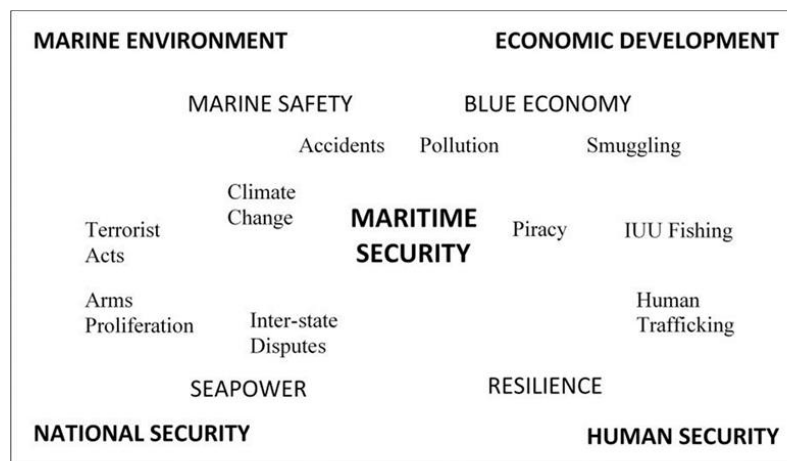 MARINE ENVIRONMENT
ECONOMIC DEVELOPMENT
MARINE SAFETY
BLUE ECONOMY
Accidents
Pollution
Smuggling
Climate
Change
MARITIME
SECURITY
Terrorist
Acts
Piracy
IUU Fishing
Arms
Proliferation
Inter-state
Disputes
Human
Trafficking
SEAPOWER
RESILIENCE
NATIONAL SECURITY
HUMAN SECURITY